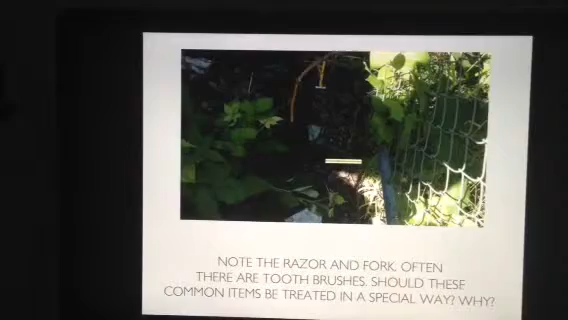 NOTE THE RAZOR AND FORK. OFTEN
THERE ARE TOOTH BRUSHES. SHOULD THESE
COMMON ITEMS BE TREATED IN A SPECIAL WAY? WHY?